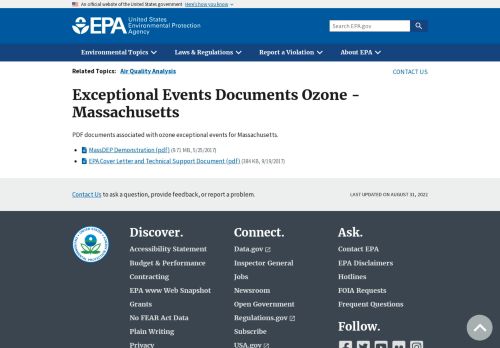 An official website of the United States government Here's how you know
EPA United States
Environmental Protection
Agency
Search EPA.gov
Environmental Topics
Laws & Regulations
Report a Violation
About EPA
Related Topics: Air Quality Analysis
CONTACT US
Exceptional Events Documents Ozone -
Massachusetts
PDF documents associated with ozone exceptional events for Massachusetts.
MassDEP Demonstration (pdf) (9.71 MB, 5/25/2017)
EPA Cover Letter and Technical Support Document (pdf) (384 KB, 9/19/2017)
Contact Us to ask a question, provide feedback, or report a problem.
LAST UPDATED ON AUGUST 31, 2022
Discover.
Accessibility Statement
Budget & Performance
Contracting
EPA www Web Snapshot
Grants
No FEAR Act Data
Plain Writing
Privacy
Connect.
Data.gov
Inspector General
Jobs
Newsroom
Open Government
Regulations.gov
Subscribe
USA.gov
Ask.
Contact EPA
EPA Disclaimers
Hotlines
FOIA Requests
Frequent Questions
Follow.